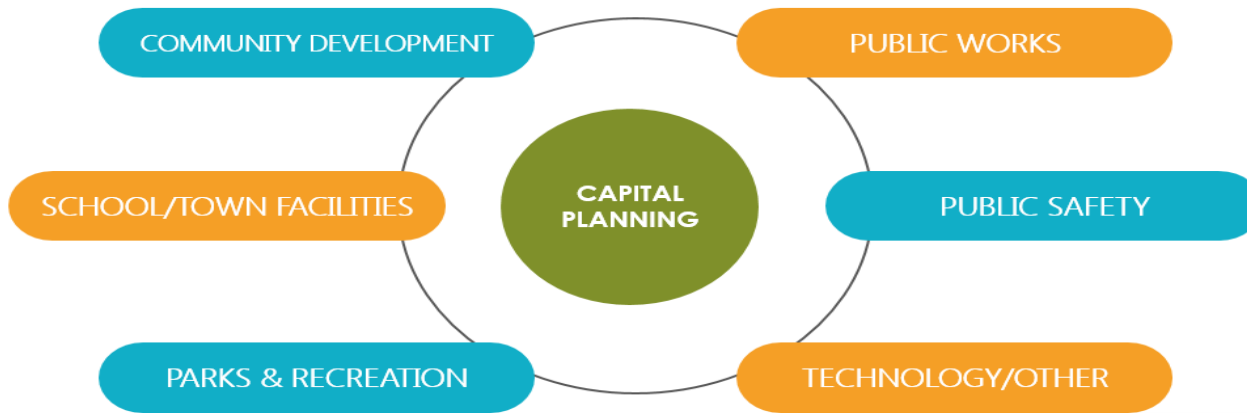 COMMUNITY DEVELOPMENT
PUBLIC WORKS
SCHOOL/TOWN FACILITIES
CAPITAL
PLANNING
PUBLIC SAFETY
PARKS & RECREATION
TECHNOLOGY/OTHER